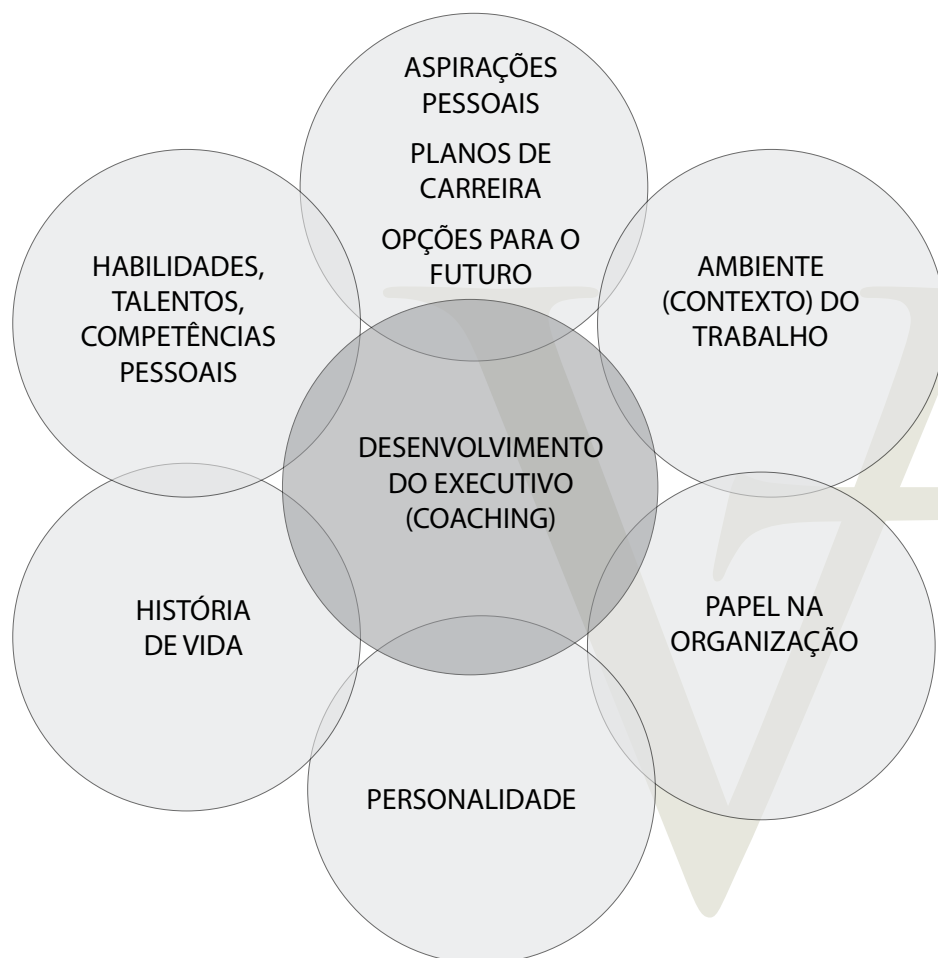 ASPIRAÇÕES
PESSOAIS
PLANOS DE
CARREIRA
OPÇÕES PARA O
FUTURO
HABILIDADES,
TALENTOS,
COMPETÊNCIAS
PESSOAIS
AMBIENTE
(CONTEXTO) DO
TRABALHO
DESENVOLVIMENTO
DO EXECUTIVO
(COACHING)
HISTÓRIA
DE VIDA
PAPEL NA
ORGANIZAÇÃO
PERSONALIDADE